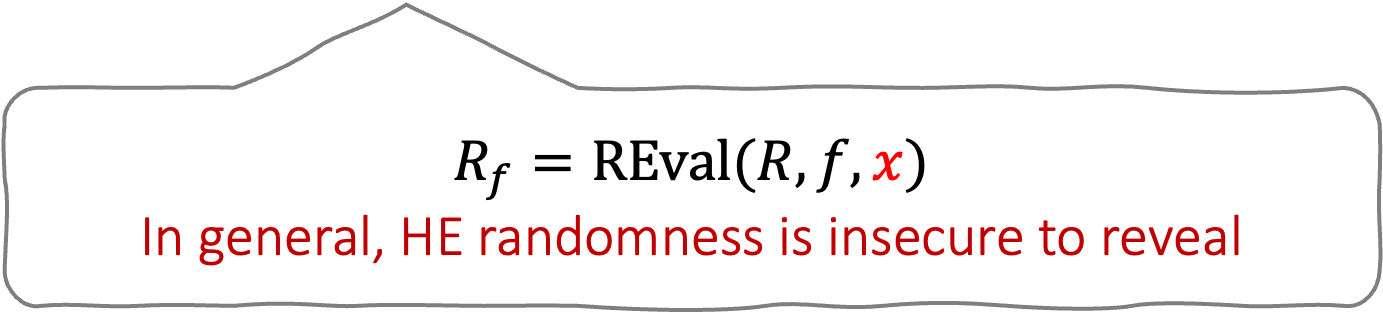 R_f = REval(R, f, x)
In general, HE randomness is insecure to reveal